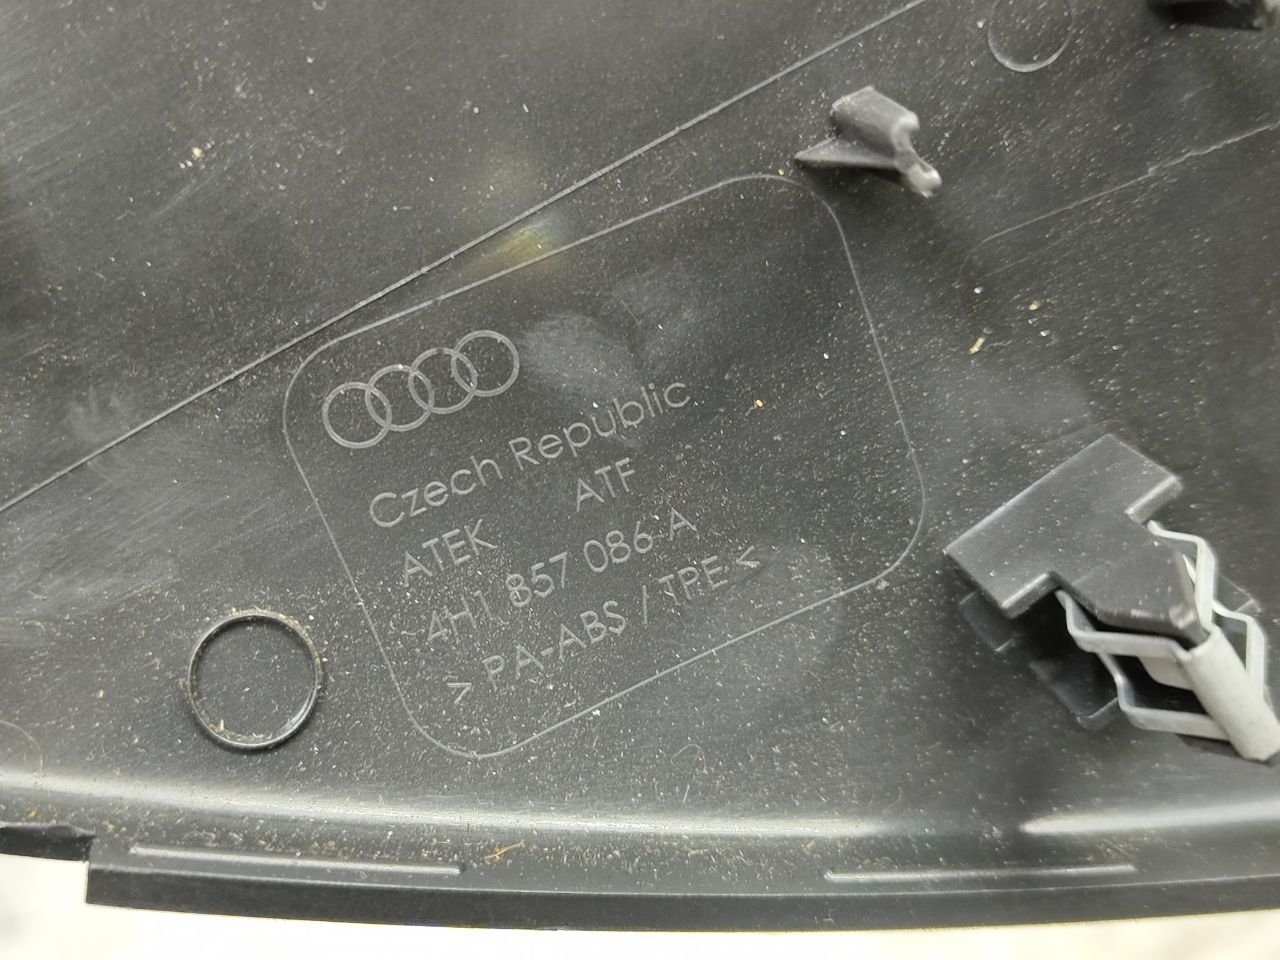 Czech Republic
ATEK ATF
4H1 857 086 A
> PA-ABS / TPE <